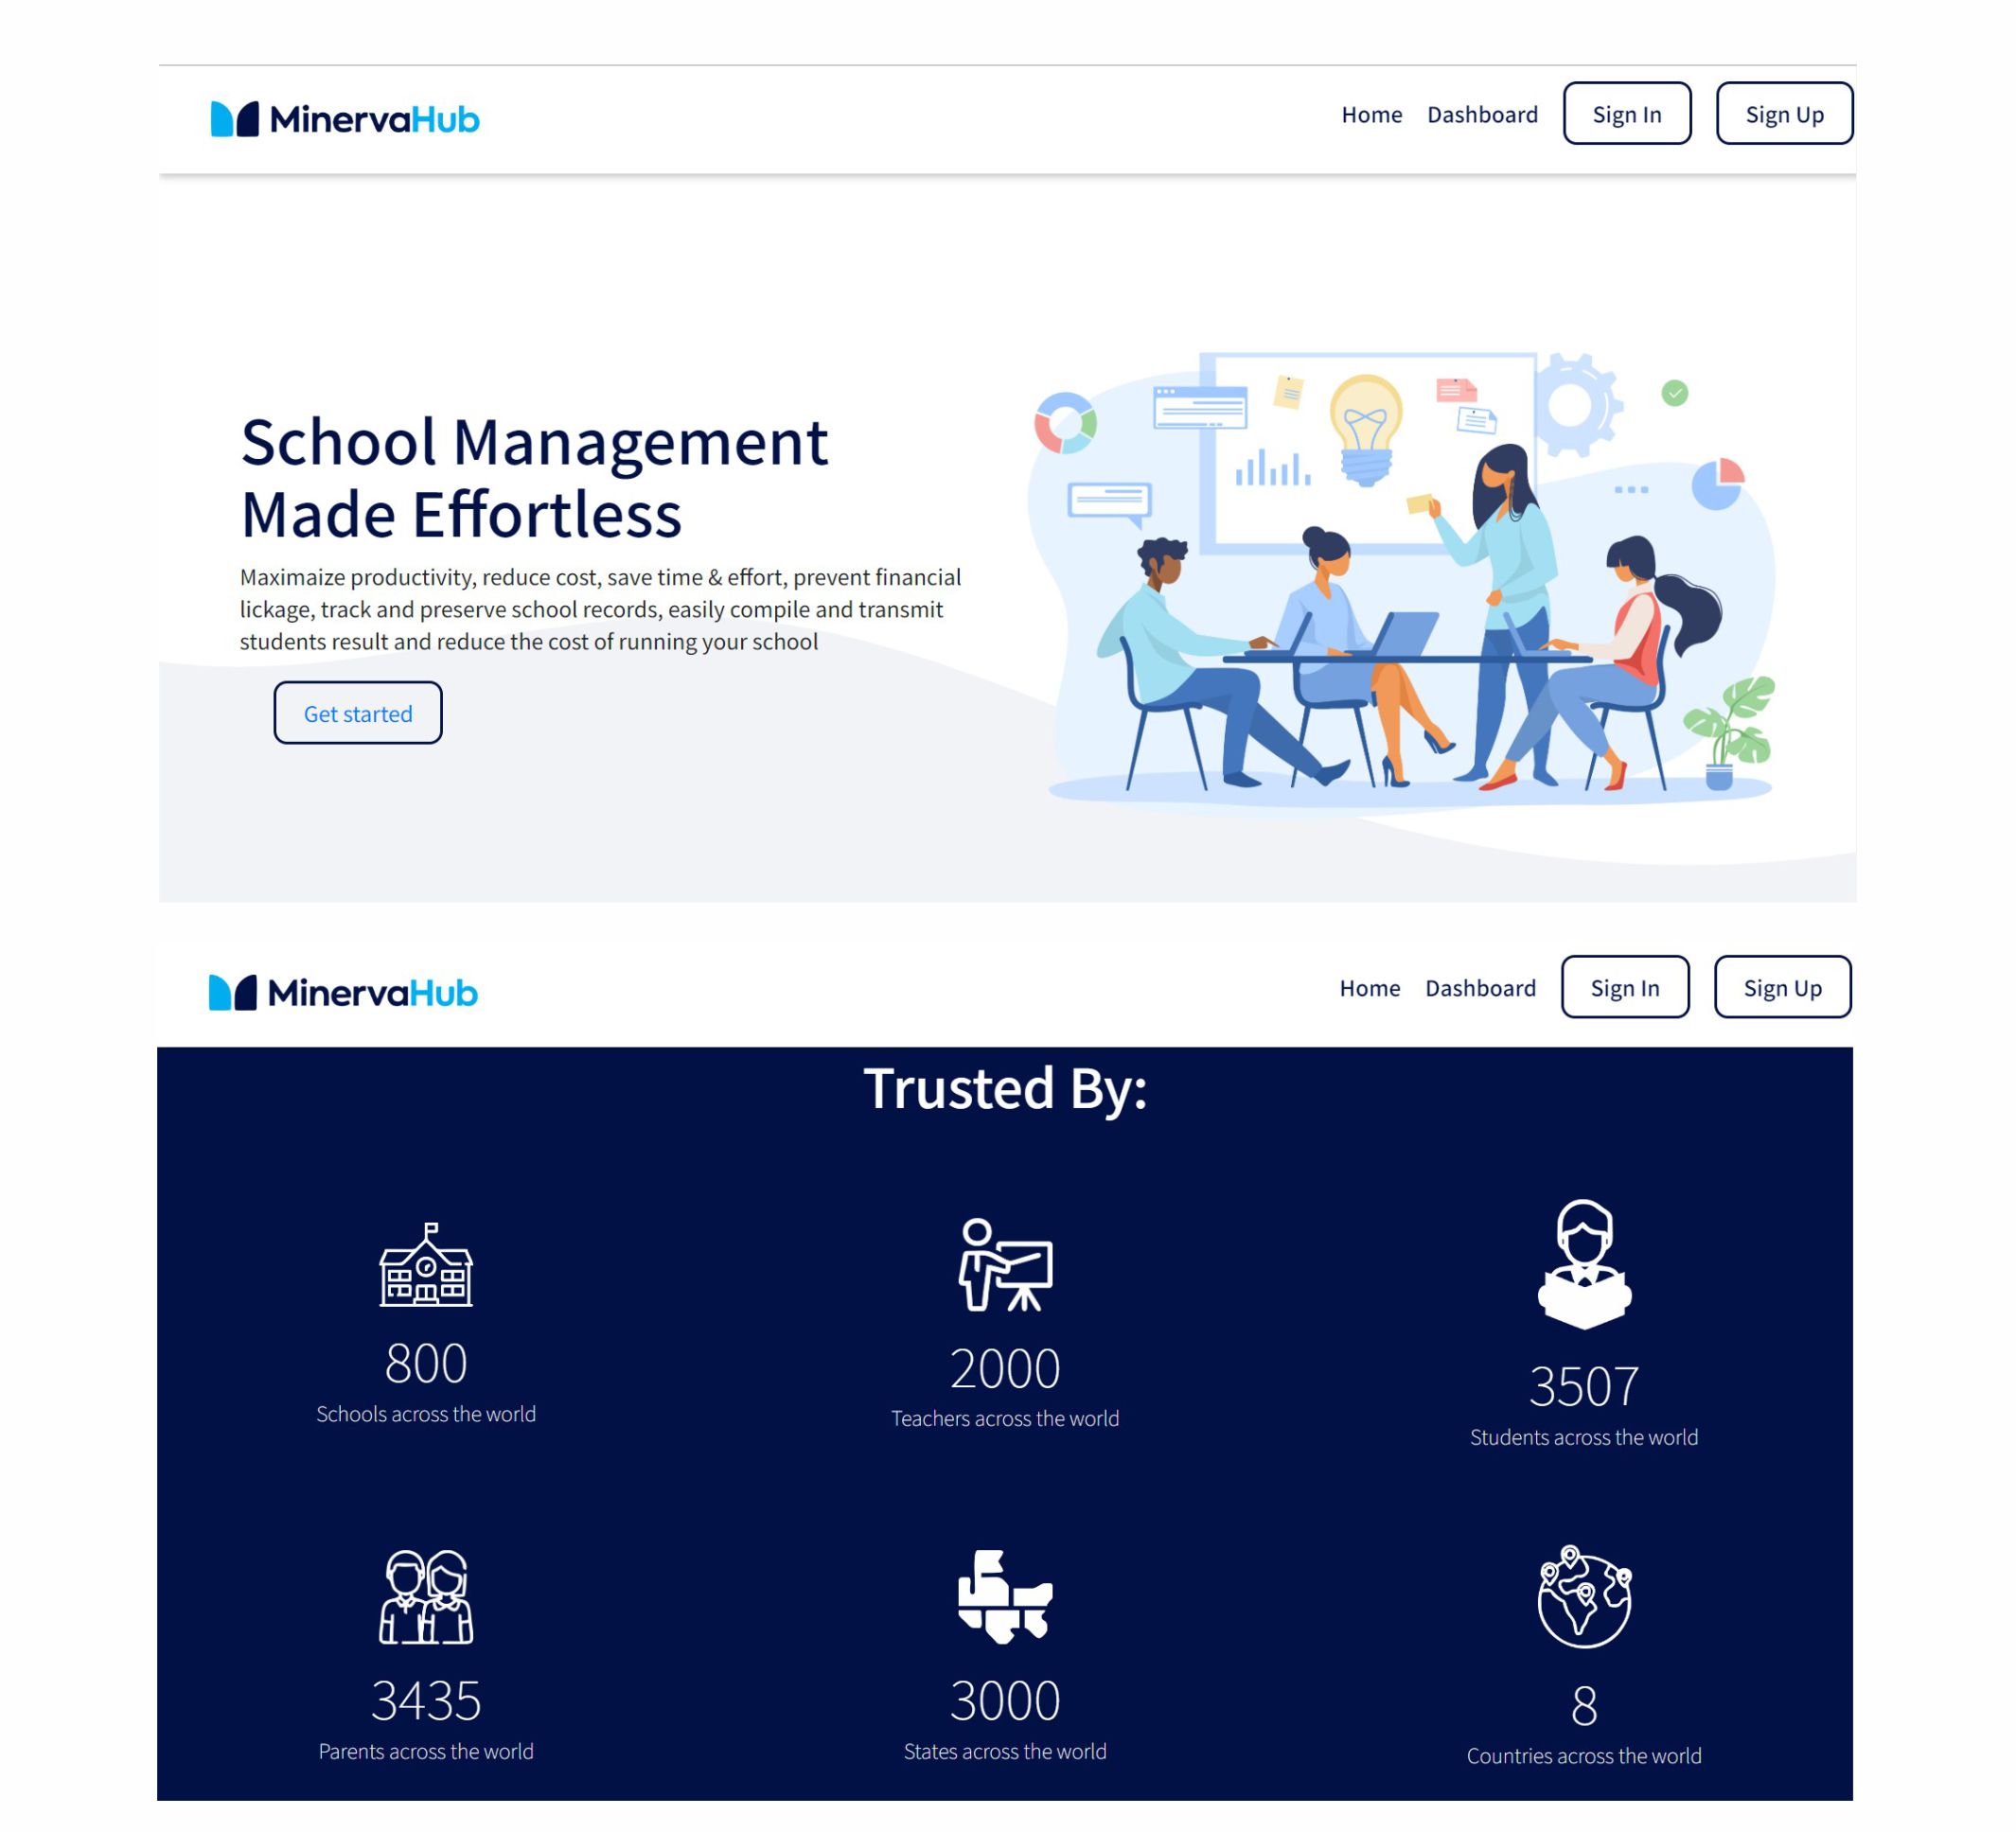 MinervaHub
Home Dashboard Sign In Sign Up
School Management
Made Effortless
Maximaize productivity, reduce cost, save time & effort, prevent financial
lickage, track and preserve school records, easily compile and transmit
students result and reduce the cost of running your school
Get started
MinervaHub
Home Dashboard Sign In Sign Up
Trusted By:
800
Schools across the world
2000
Teachers across the world
3507
Students across the world
3435
Parents across the world
3000
States across the world
8
Countries across the world